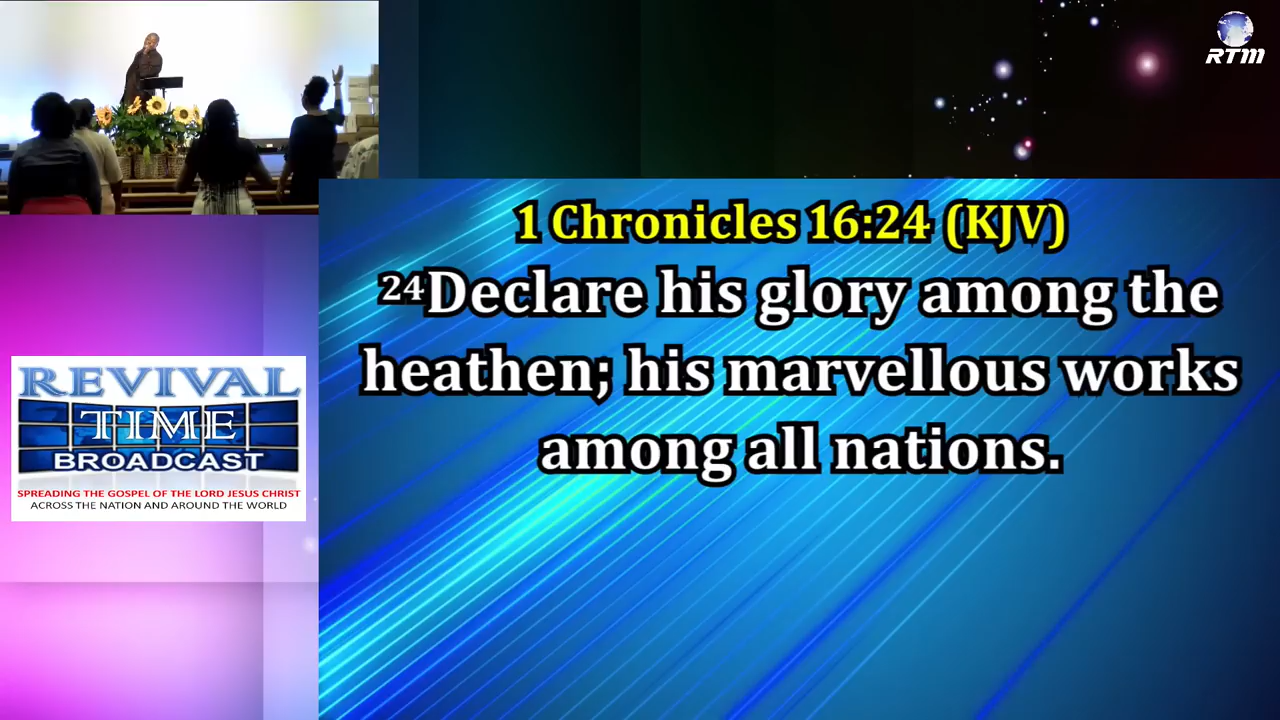 RTM
1 Chronicles 16:24 (KJV)
24Declare his glory among the
heathen; his marvellous works
among all nations.
REVIVAL
TIME
BROADCAST
SPREADING THE GOSPEL OF THE LORD JESUS CHRIST
ACROSS THE NATION AND AROUND THE WORLD